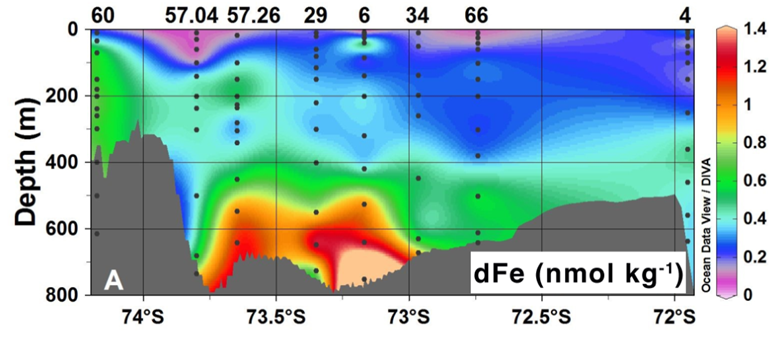 60 57.04 57.26 29 6 34 66 4
0
200
400
600
800
Depth (m)
A
dFe (nmol kg⁻¹)
74°S 73.5°S 73°S 72.5°S 72°S
Ocean Data View / DIVA
1.4
1.2
1
0.8
0.6
0.4
0.2
0